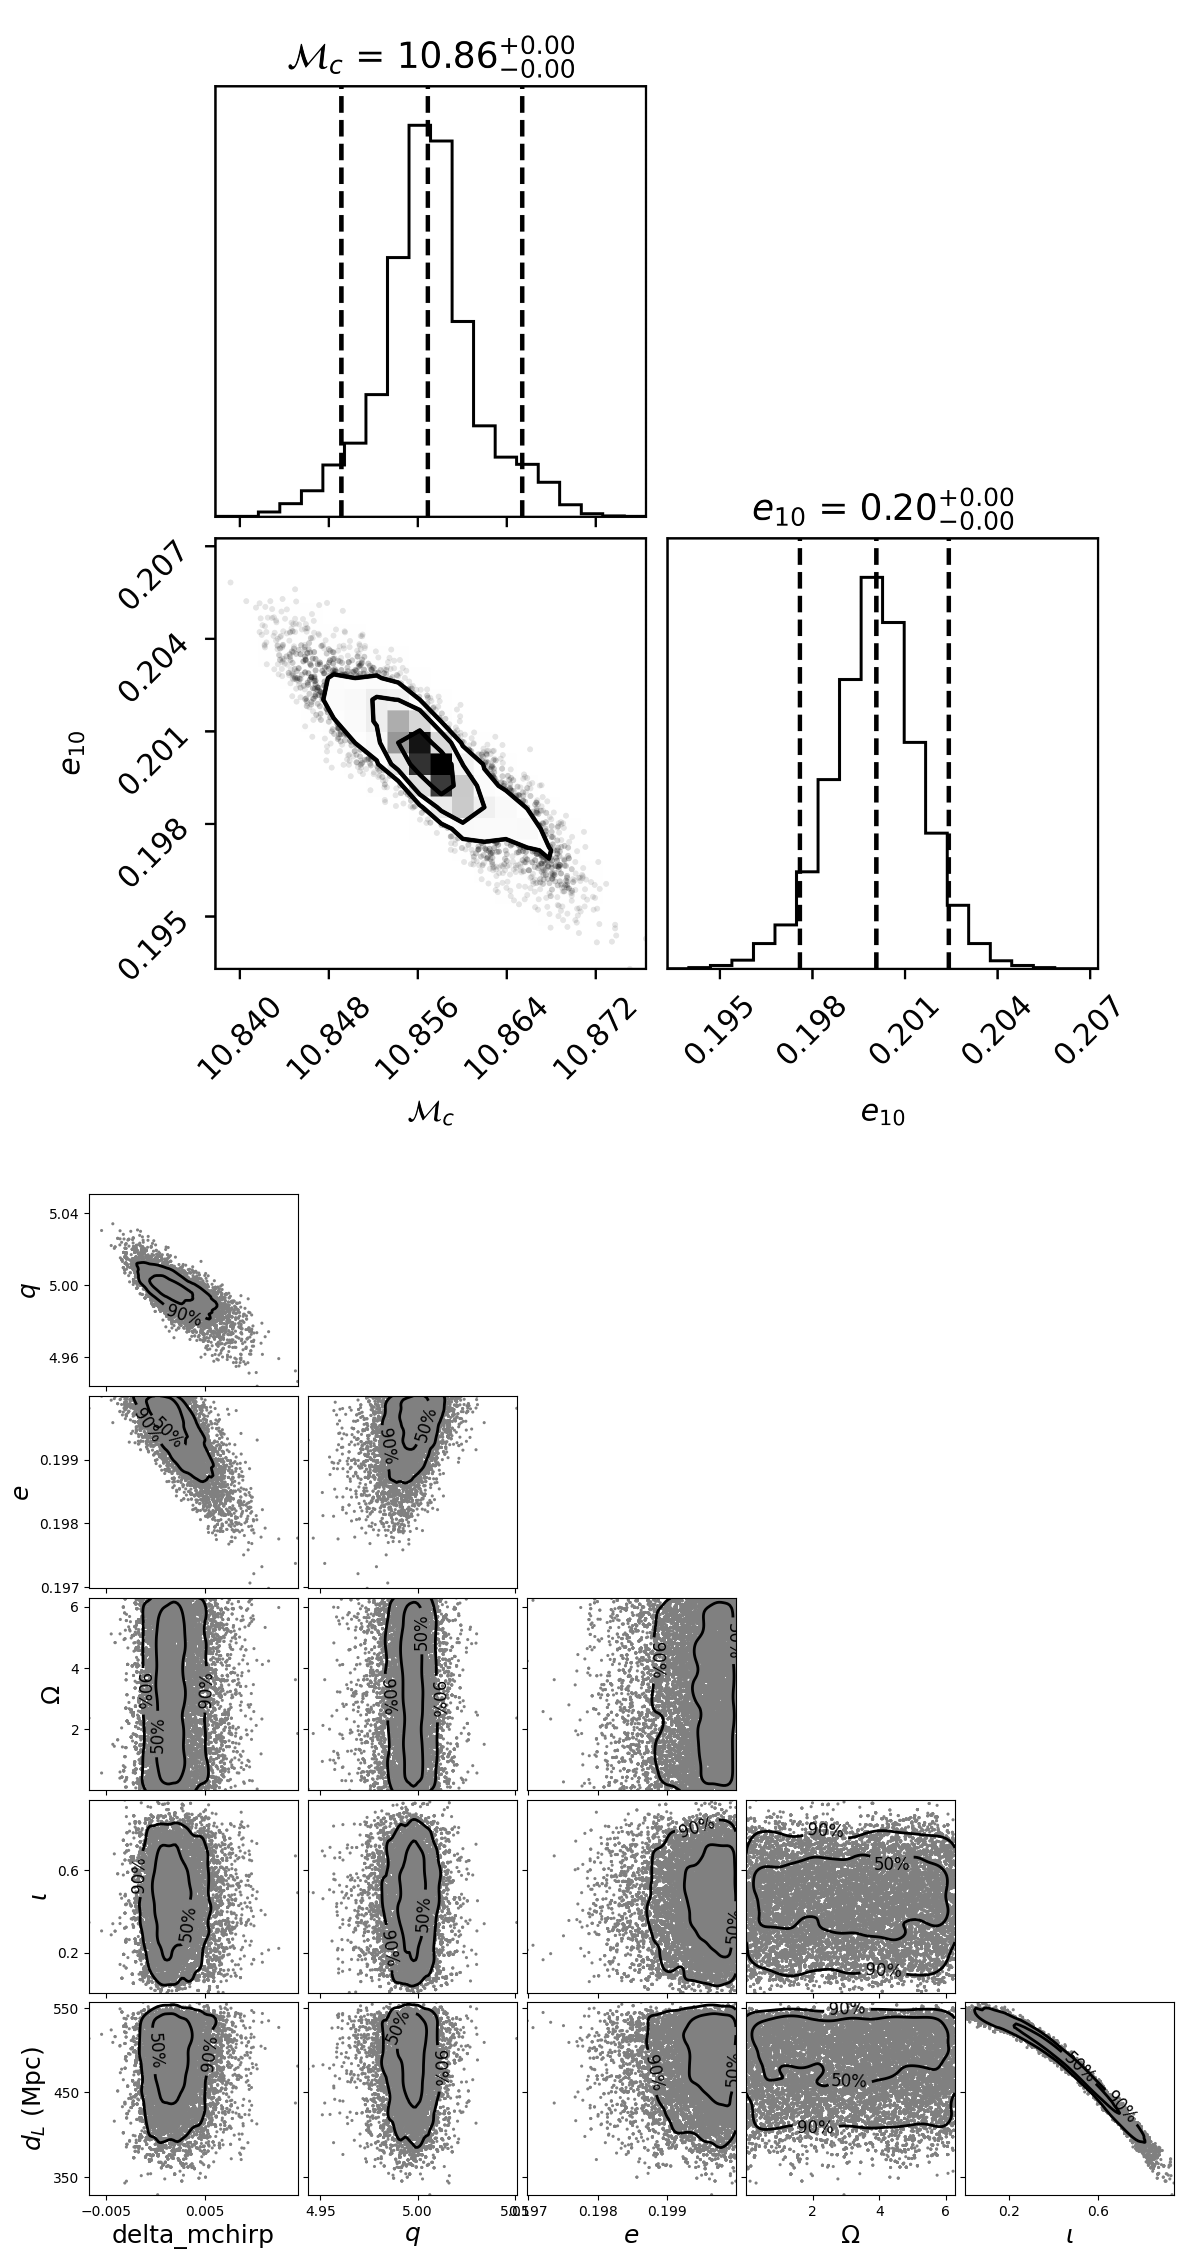 ℳc = 10.86 +0.00 −0.00
e10 = 0.20 +0.00 −0.00
0.207
0.204
0.201
0.198
0.195
e10
10.840 10.848 10.856 10.864 10.872
0.195 0.198 0.201 0.204 0.207
ℳc
e10
5.04
5.00
4.96
q
90%
0.199
0.198
0.197
e
90% 50%
90% 50%
6
4
2
Ω
90% 50% 90%
90% 50% 90%
90% 50%
0.6
0.2
ι
90% 50%
90% 50%
90% 50%
90% 50% 90%
550
450
350
dL (Mpc)
50% 90%
50% 90%
90% 50%
90% 50% 90%
50% 90%
−0.005 0.005
4.95 5.00 5.05
0.197 0.198 0.199
2 4 6
0.2 0.6
delta_mchirp
q
e
Ω
ι